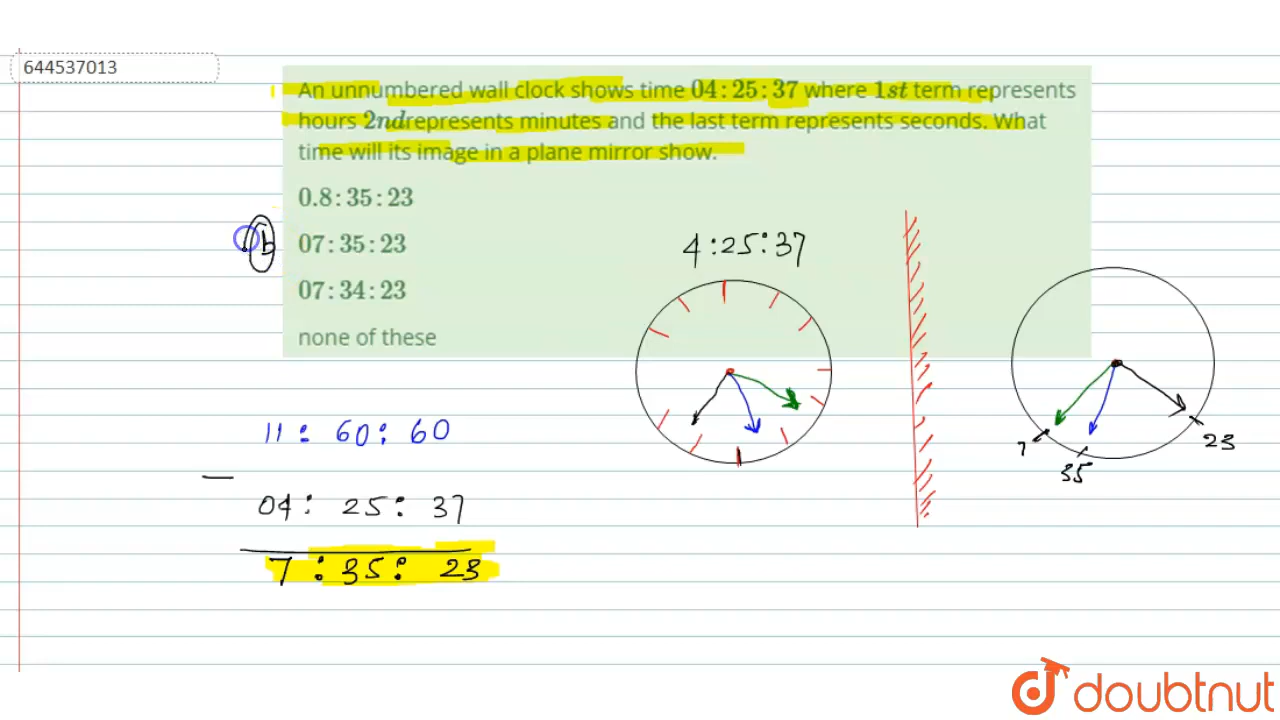 644537013
An unnumbered wall clock shows time 04 : 25 : 37 where 1st term represents
hours 2nd represents minutes and the last term represents seconds. What
time will its image in a plane mirror show.
0.8 : 35 : 23
b 07 : 35 : 23
07 : 34 : 23
none of these
4 : 25 : 37
7 35 23
11 : 60 : 60
— 04 : 25 : 37
7 : 35 : 23
doubtnut